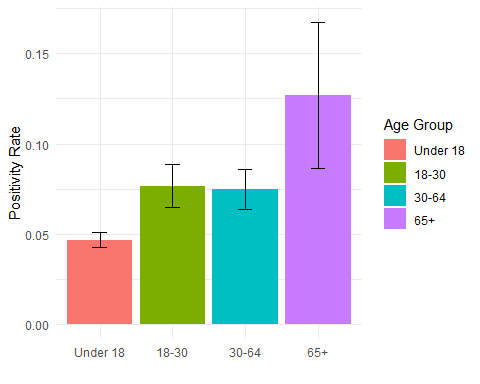 0.15
0.10
0.05
0.00
Positivity Rate
Under 18 18-30 30-64 65+
Age Group
Under 18
18-30
30-64
65+